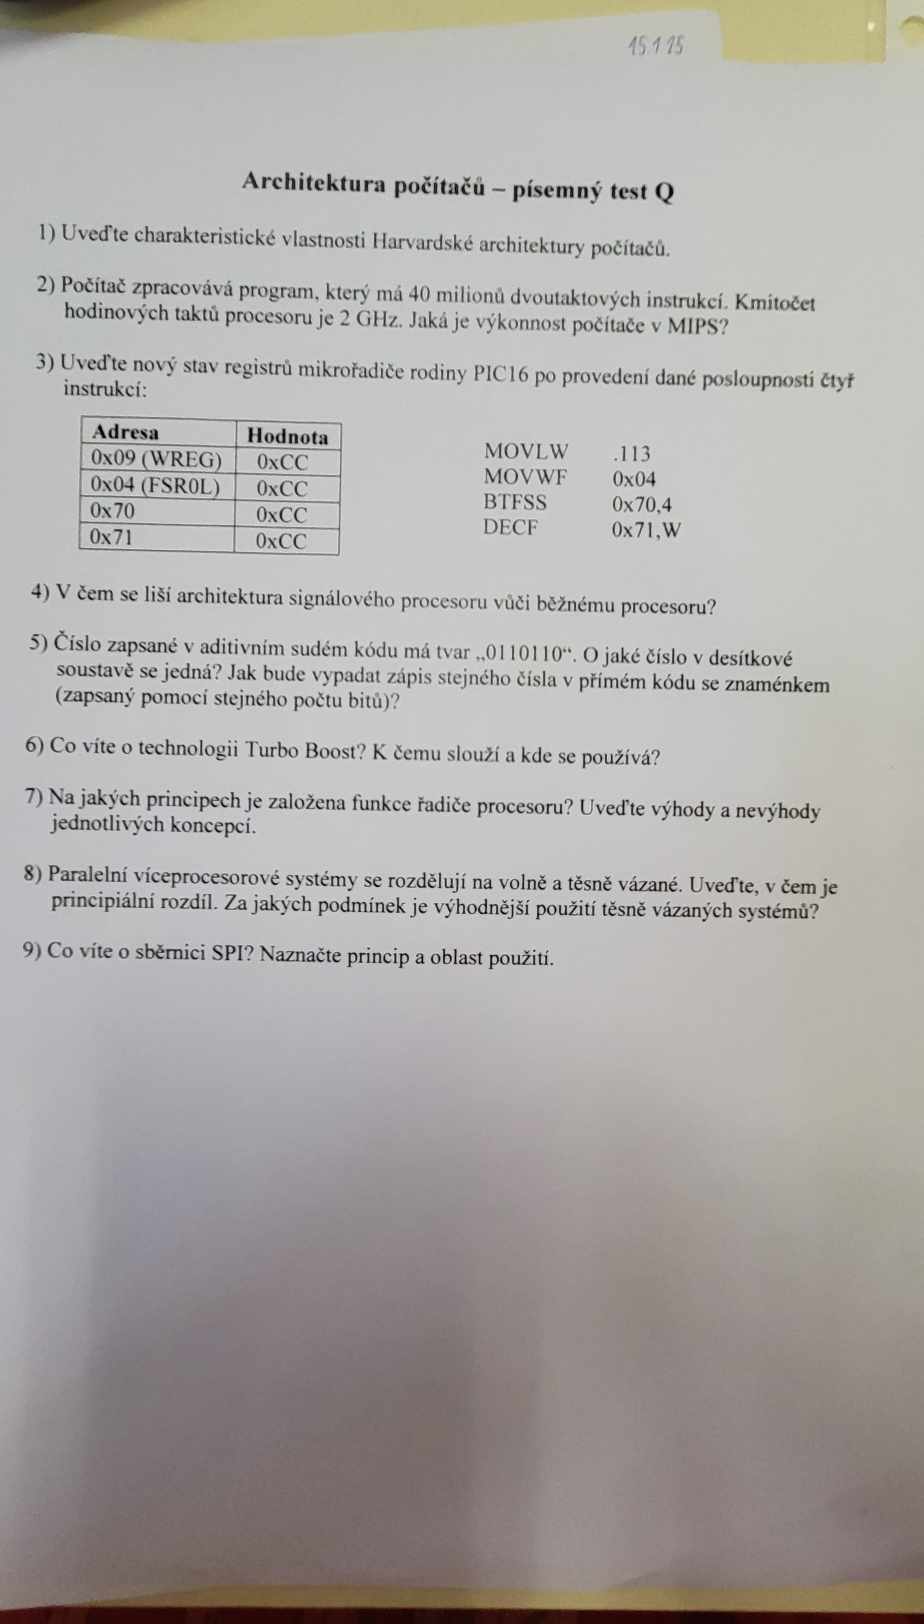 15.1.25
Architektura počítačů – písemný test Q
1) Uveďte charakteristické vlastnosti Harvardské architektury počítačů.
2) Počítač zpracovává program, který má 40 milionů dvoutaktových instrukcí. Kmitočet
hodinových taktů procesoru je 2 GHz. Jaká je výkonnost počítače v MIPS?
3) Uveďte nový stav registrů mikrořadiče rodiny PIC16 po provedení dané posloupnosti čtyř
instrukcí:
Adresa Hodnota
0x09 (WREG) 0xCC
0x04 (FSR0L) 0xCC
0x70 0xCC
0x71 0xCC
MOVLW .113
MOVWF 0x04
BTFSS 0x70,4
DECF 0x71,W
4) V čem se liší architektura signálového procesoru vůči běžnému procesoru?
5) Číslo zapsané v aditivním sudém kódu má tvar „0110110“. O jaké číslo v desítkové
soustavě se jedná? Jak bude vypadat zápis stejného čísla v přímém kódu se znaménkem
(zapsaný pomocí stejného počtu bitů)?
6) Co víte o technologii Turbo Boost? K čemu slouží a kde se používá?
7) Na jakých principech je založena funkce řadiče procesoru? Uveďte výhody a nevýhody
jednotlivých koncepcí.
8) Paralelní víceprocesorové systémy se rozdělují na volně a těsně vázané. Uveďte, v čem je
principiální rozdíl. Za jakých podmínek je výhodnější použití těsně vázaných systémů?
9) Co víte o sběrnici SPI? Naznačte princip a oblast použití.